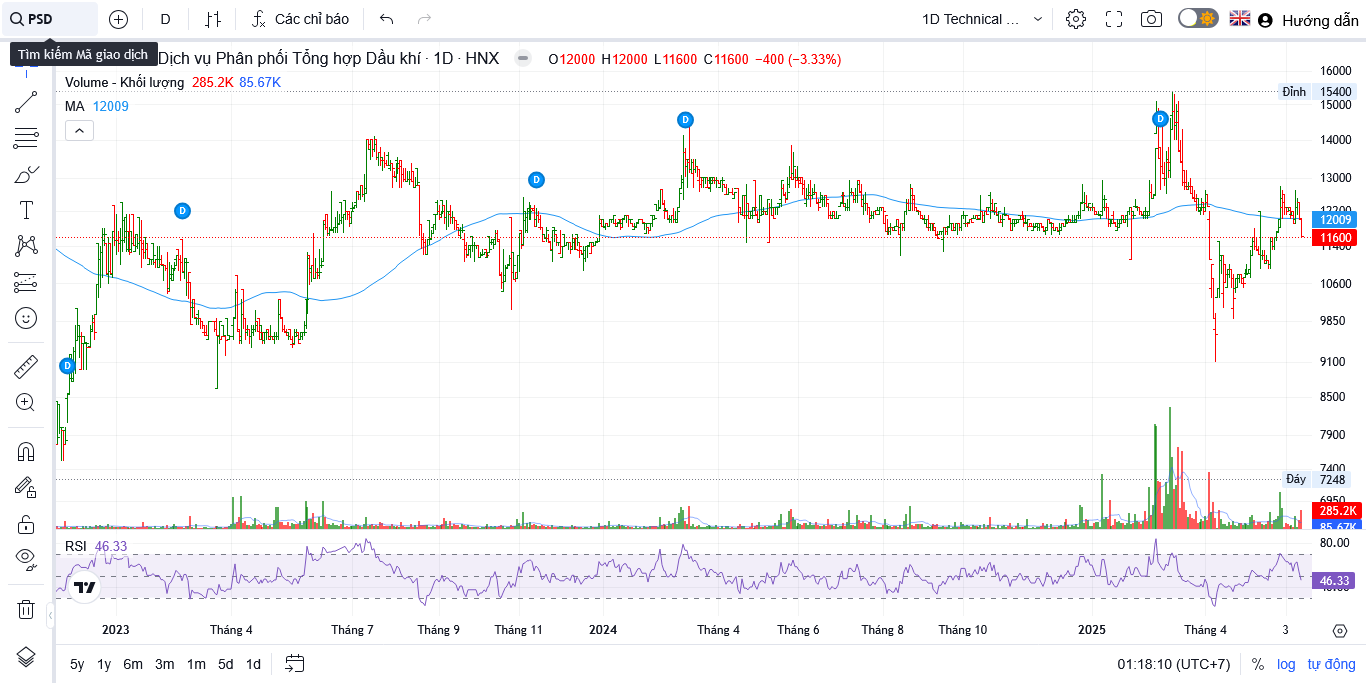 PSD
D
Các chỉ báo
1D Technical ...
Hướng dẫn
Tìm kiếm Mã giao dịch
Dịch vụ Phân phối Tổng hợp Dầu khí · 1D · HNX
O12000 H12000 L11600 C11600 −400 (−3.33%)
Volume - Khối lượng 285.2K 85.67K
MA 12009
D
D
D
D
D
16000
Đỉnh 15400
15000
14000
13000
12200
12009
11600
11400
10600
9850
9100
8500
7900
7400
Đáy 7248
6950
285.2K
85.67K
RSI 46.33
80.00
46.33
2023
Tháng 4
Tháng 7
Tháng 9
Tháng 11
2024
Tháng 4
Tháng 6
Tháng 8
Tháng 10
2025
Tháng 4
3
5y 1y 6m 3m 1m 5d 1d
01:18:10 (UTC+7)
% log tự động